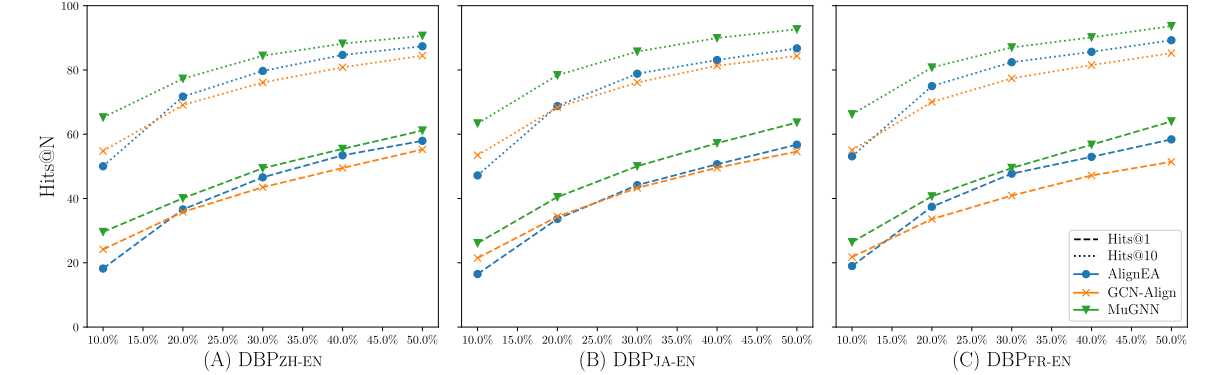 100
80
60
40
20
0
Hits@N
10.0% 15.0% 20.0% 25.0% 30.0% 35.0% 40.0% 45.0% 50.0%
(A) DBPZH-EN
10.0% 15.0% 20.0% 25.0% 30.0% 35.0% 40.0% 45.0% 50.0%
(B) DBPJA-EN
Hits@1
Hits@10
AlignEA
GCN-Align
MuGNN
10.0% 15.0% 20.0% 25.0% 30.0% 35.0% 40.0% 45.0% 50.0%
(C) DBPFR-EN